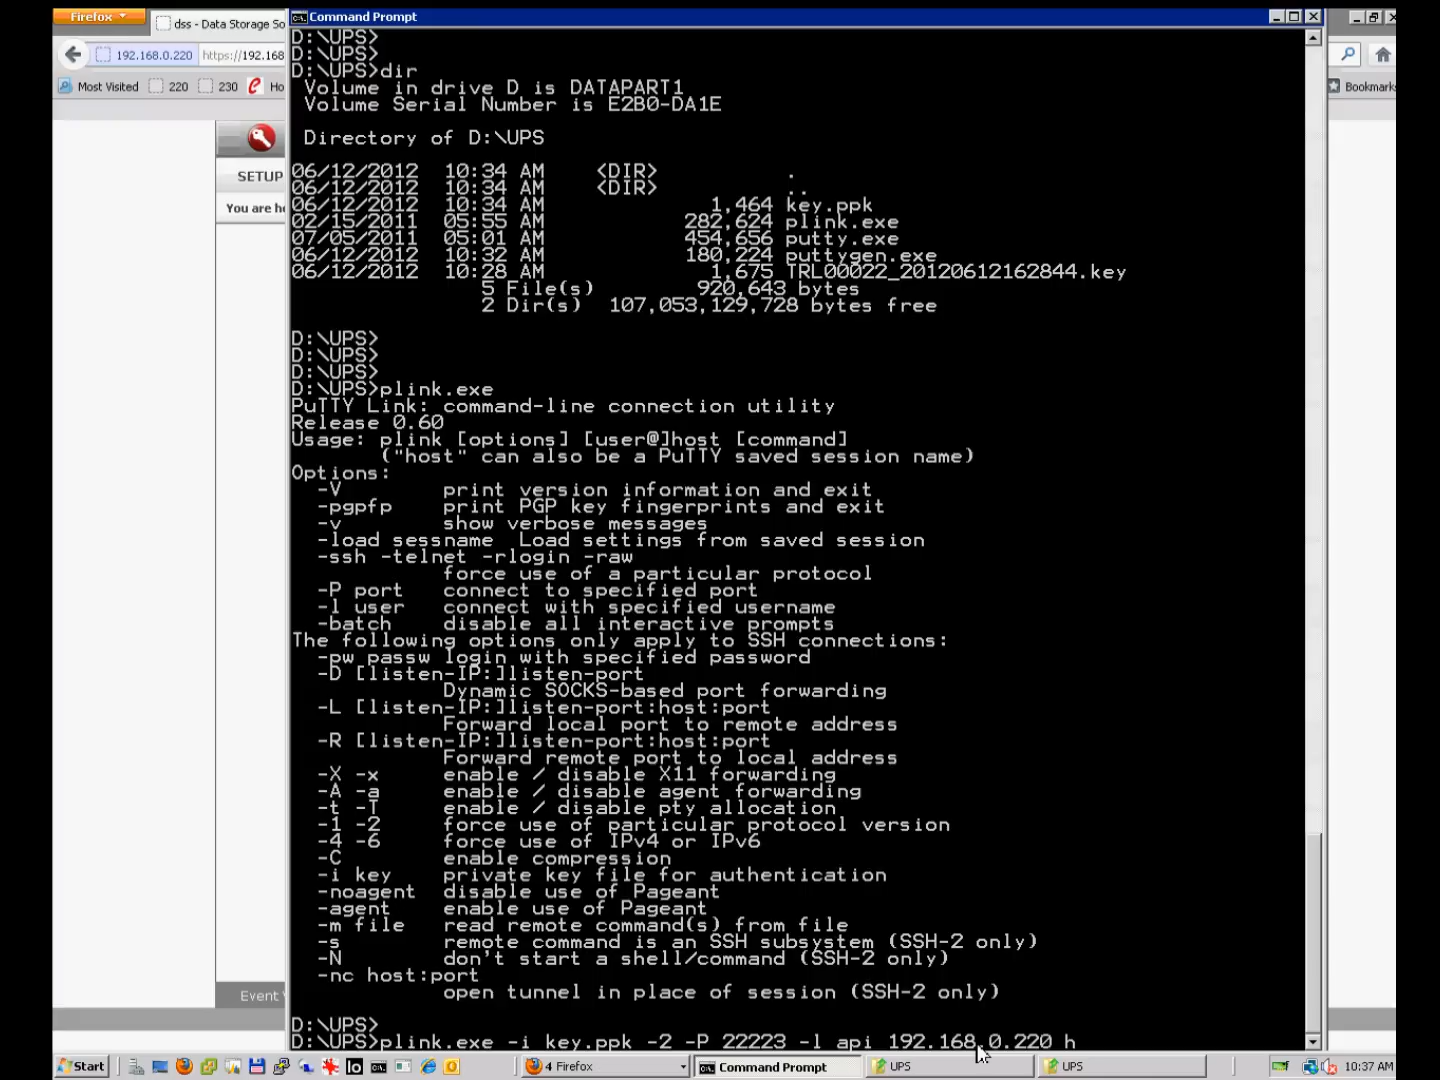 Firefox
dss - Data Storage So
Command Prompt
192.168.0.220
https://192.168
Most Visited
220
230
Ho
Bookmarks
SETUP
You are he
Event V
D:\UPS>
D:\UPS>
D:\UPS>dir
Volume in drive D is DATAPART1
Volume Serial Number is E2B0-DA1E
Directory of D:\UPS
06/12/2012 10:34 AM <DIR> .
06/12/2012 10:34 AM <DIR> ..
06/12/2012 10:34 AM 1,464 key.ppk
02/15/2011 05:55 AM 282,624 plink.exe
07/05/2011 05:01 AM 454,656 putty.exe
06/12/2012 10:32 AM 180,224 puttygen.exe
06/12/2012 10:28 AM 1,675 TRL00022_20120612162844.key
5 File(s) 920,643 bytes
2 Dir(s) 107,053,129,728 bytes free
D:\UPS>
D:\UPS>
D:\UPS>
D:\UPS>plink.exe
PuTTY Link: command-line connection utility
Release 0.60
Usage: plink [options] [user@]host [command]
("host" can also be a PuTTY saved session name)
Options:
-V print version information and exit
-pgpfp print PGP key fingerprints and exit
-v show verbose messages
-load sessname Load settings from saved session
-ssh -telnet -rlogin -raw
force use of a particular protocol
-P port connect to specified port
-l user connect with specified username
-batch disable all interactive prompts
The following options only apply to SSH connections:
-pw passw login with specified password
-D [listen-IP:]listen-port
Dynamic SOCKS-based port forwarding
-L [listen-IP:]listen-port:host:port
Forward local port to remote address
-R [listen-IP:]listen-port:host:port
Forward remote port to local address
-X -x enable / disable X11 forwarding
-A -a enable / disable agent forwarding
-t -T enable / disable pty allocation
-1 -2 force use of particular protocol version
-4 -6 force use of IPv4 or IPv6
-C enable compression
-i key private key file for authentication
-noagent disable use of Pageant
-agent enable use of Pageant
-m file read remote command(s) from file
-s remote command is an SSH subsystem (SSH-2 only)
-N don't start a shell/command (SSH-2 only)
-nc host:port
open tunnel in place of session (SSH-2 only)
D:\UPS>
D:\UPS>plink.exe -i key.ppk -2 -P 22223 -l api 192.168.0.220 h
Start
4 Firefox
Command Prompt
UPS
UPS
10:37 AM